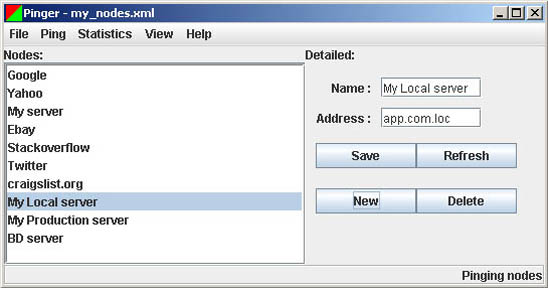 Pinger - my_nodes.xml
File Ping Statistics View Help
Nodes:
Google
Yahoo
My server
Ebay
Stackoverflow
Twitter
craigslist.org
My Local server
My Production server
BD server
Detailed:
Name : My Local server
Address : app.com.loc
Save Refresh
New Delete
Pinging nodes